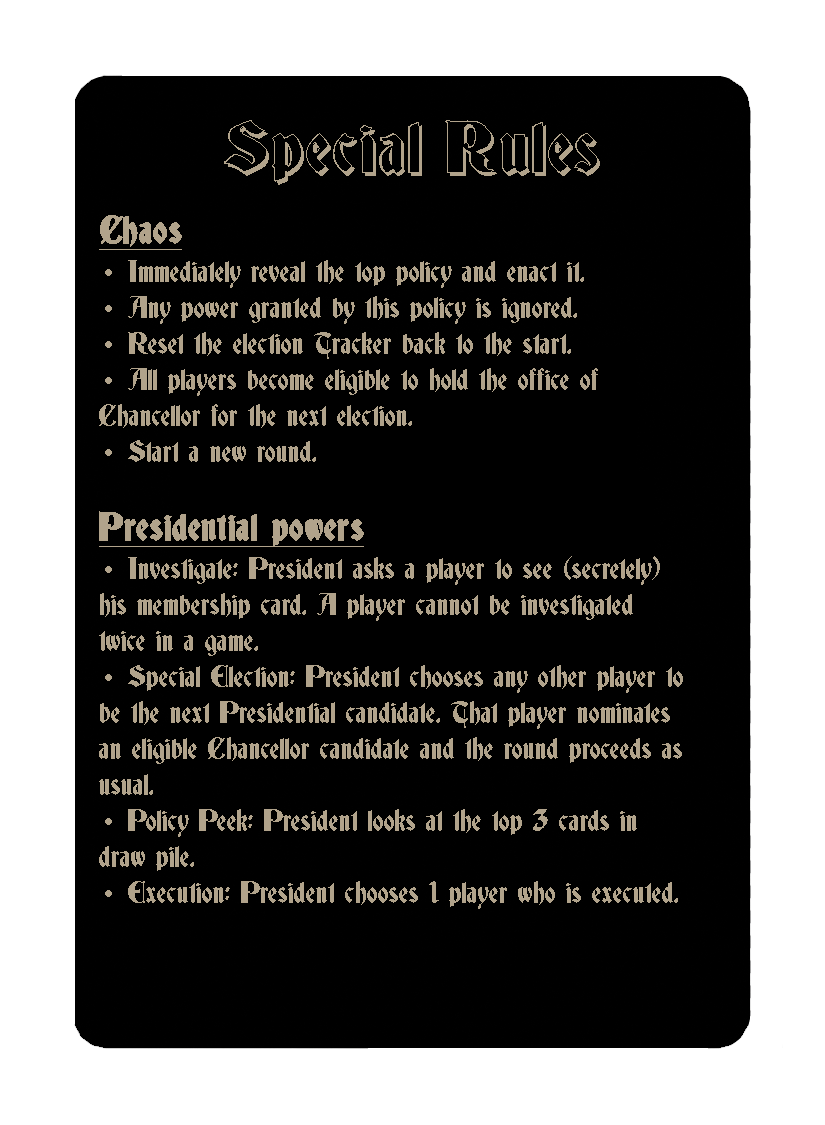 Special Rules
Chaos
• Immediately reveal the top policy and enact it.
• Any power granted by this policy is ignored.
• Reset the election Tracker back to the start.
• All players become eligible to hold the office of
Chancellor for the next election.
• Start a new round.
Presidential powers
• Investigate: President asks a player to see (secretely)
his membership card. A player cannot be investigated
twice in a game.
• Special Election: President chooses any other player to
be the next Presidential candidate. That player nominates
an eligible Chancellor candidate and the round proceeds as
usual.
• Policy Peek: President looks at the top 3 cards in
draw pile.
• Execution: President chooses 1 player who is executed.